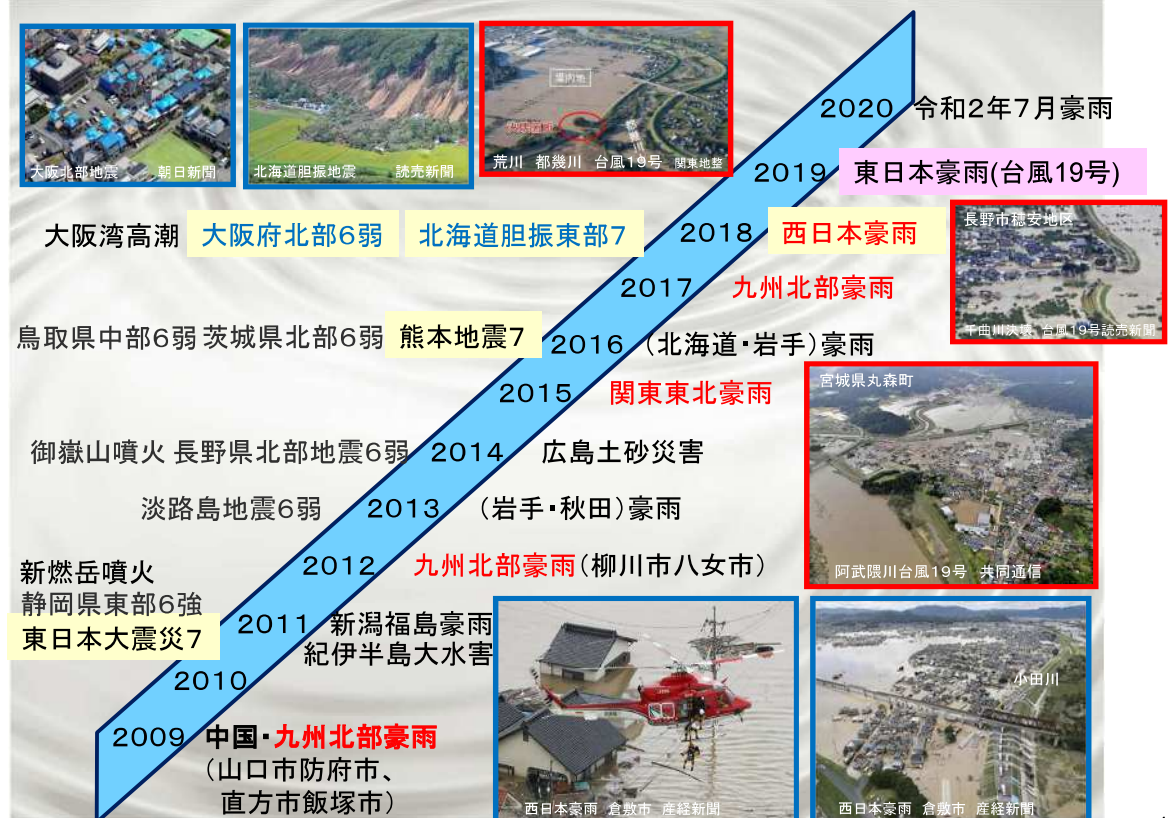 大阪北部地震 朝日新聞
北海道胆振地震 読売新聞
堤内地
荒川 都幾川 台風19号 関東地整
2020 令和2年7月豪雨
2019 東日本豪雨(台風19号)
大阪湾高潮 大阪府北部6弱 北海道胆振東部7 2018 西日本豪雨
長野市穂安地区
千曲川決壊 台風19号読売新聞
2017 九州北部豪雨
鳥取県中部6弱 茨城県北部6弱 熊本地震7 2016 (北海道・岩手)豪雨
2015 関東東北豪雨
宮城県丸森町
阿武隈川台風19号 共同通信
御嶽山噴火 長野県北部地震6弱 2014 広島土砂災害
淡路島地震6弱 2013 (岩手・秋田)豪雨
2012 九州北部豪雨(柳川市八女市)
新燃岳噴火
静岡県東部6強
東日本大震災7
2011 新潟福島豪雨
紀伊半島大水害
2010
2009 中国・九州北部豪雨
(山口市防府市、
直方市飯塚市)
西日本豪雨 倉敷市 産経新聞
小田川
西日本豪雨 倉敷市 産経新聞